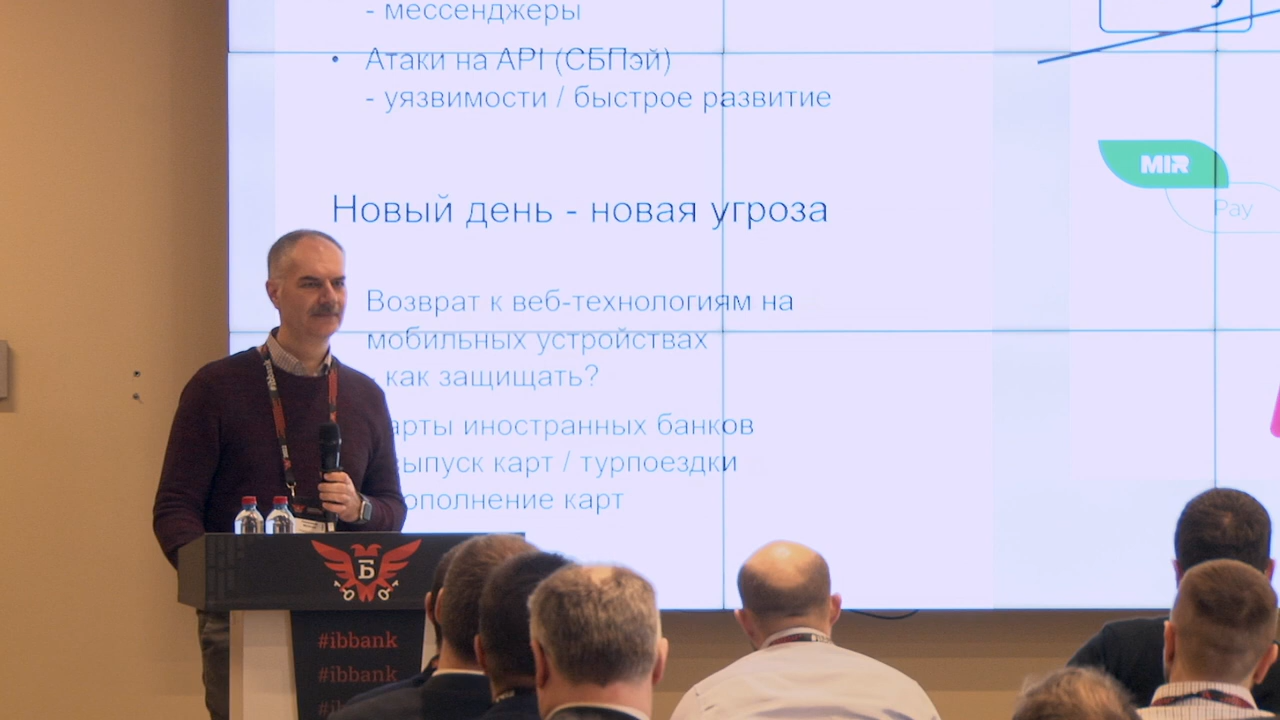 - мессенджеры
• Атаки на API (СБПэй)
- уязвимости / быстрое развитие
MIR
Pay
Новый день - новая угроза
Возврат к веб-технологиям на
мобильных устройствах
- как защищать?
арты иностранных банков
ыпуск карт / турпоездки
ополнение карт
Б
#ibbank
#ibbank